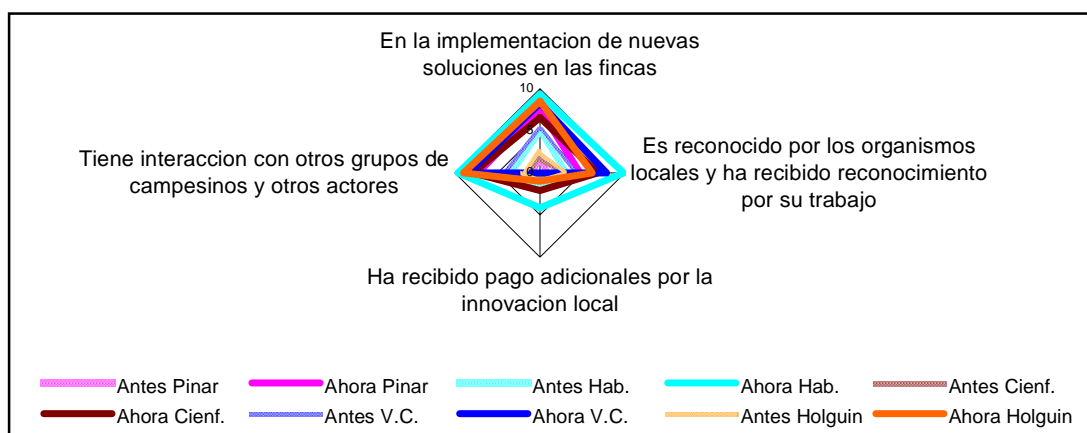 En la implementacion de nuevas
soluciones en las fincas
10
5
Tiene interaccion con otros grupos de
campesinos y otros actores
0
Es reconocido por los organismos
locales y ha recibido reconocimiento
por su trabajo
Ha recibido pago adicionales por la
innovacion local
Antes Pinar
Ahora Pinar
Antes Hab.
Ahora Hab.
Antes Cienf.
Ahora Cienf.
Antes V.C.
Ahora V.C.
Antes Holguin
Ahora Holguin